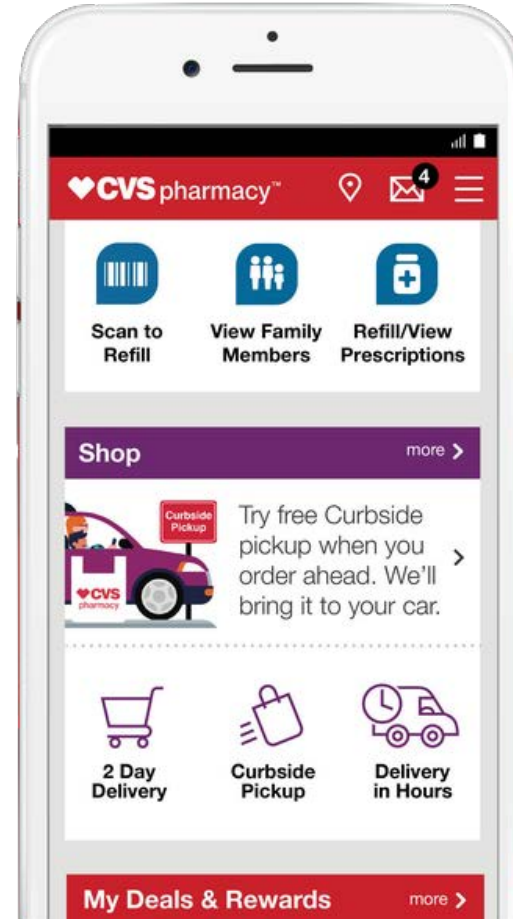 CVS pharmacy™
4
Scan to
Refill
View Family
Members
Refill/View
Prescriptions
Shop
more
Curbside
Pickup
CVS
pharmacy
Try free Curbside
pickup when you
order ahead. We'll
bring it to your car.
2 Day
Delivery
Curbside
Pickup
Delivery
in Hours
My Deals & Rewards
more